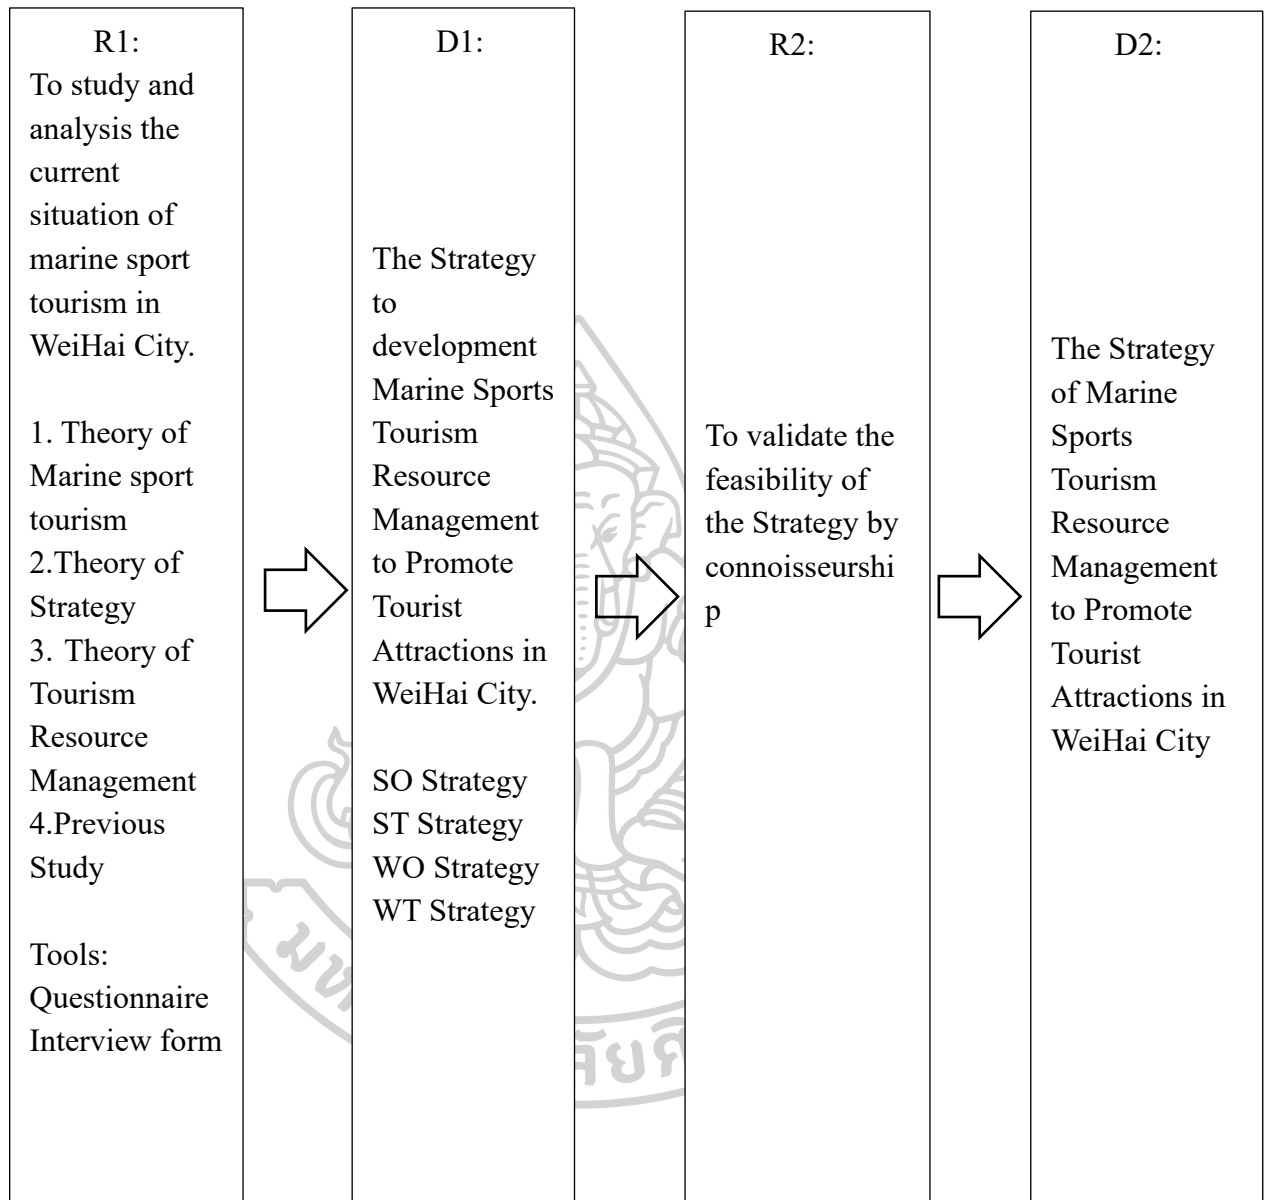 R1:
To study and
analysis the
current
situation of
marine sport
tourism in
WeiHai City.
1. Theory of
Marine sport
tourism
2.Theory of
Strategy
3. Theory of
Tourism
Resource
Management
4.Previous
Study
Tools:
Questionnaire
Interview form
D1:
The Strategy
to
development
Marine Sports
Tourism
Resource
Management
to Promote
Tourist
Attractions in
WeiHai City.
SO Strategy
ST Strategy
WO Strategy
WT Strategy
R2:
To validate the
feasibility of
the Strategy by
connoisseurshi
p
D2:
The Strategy
of Marine
Sports
Tourism
Resource
Management
to Promote
Tourist
Attractions in
WeiHai City